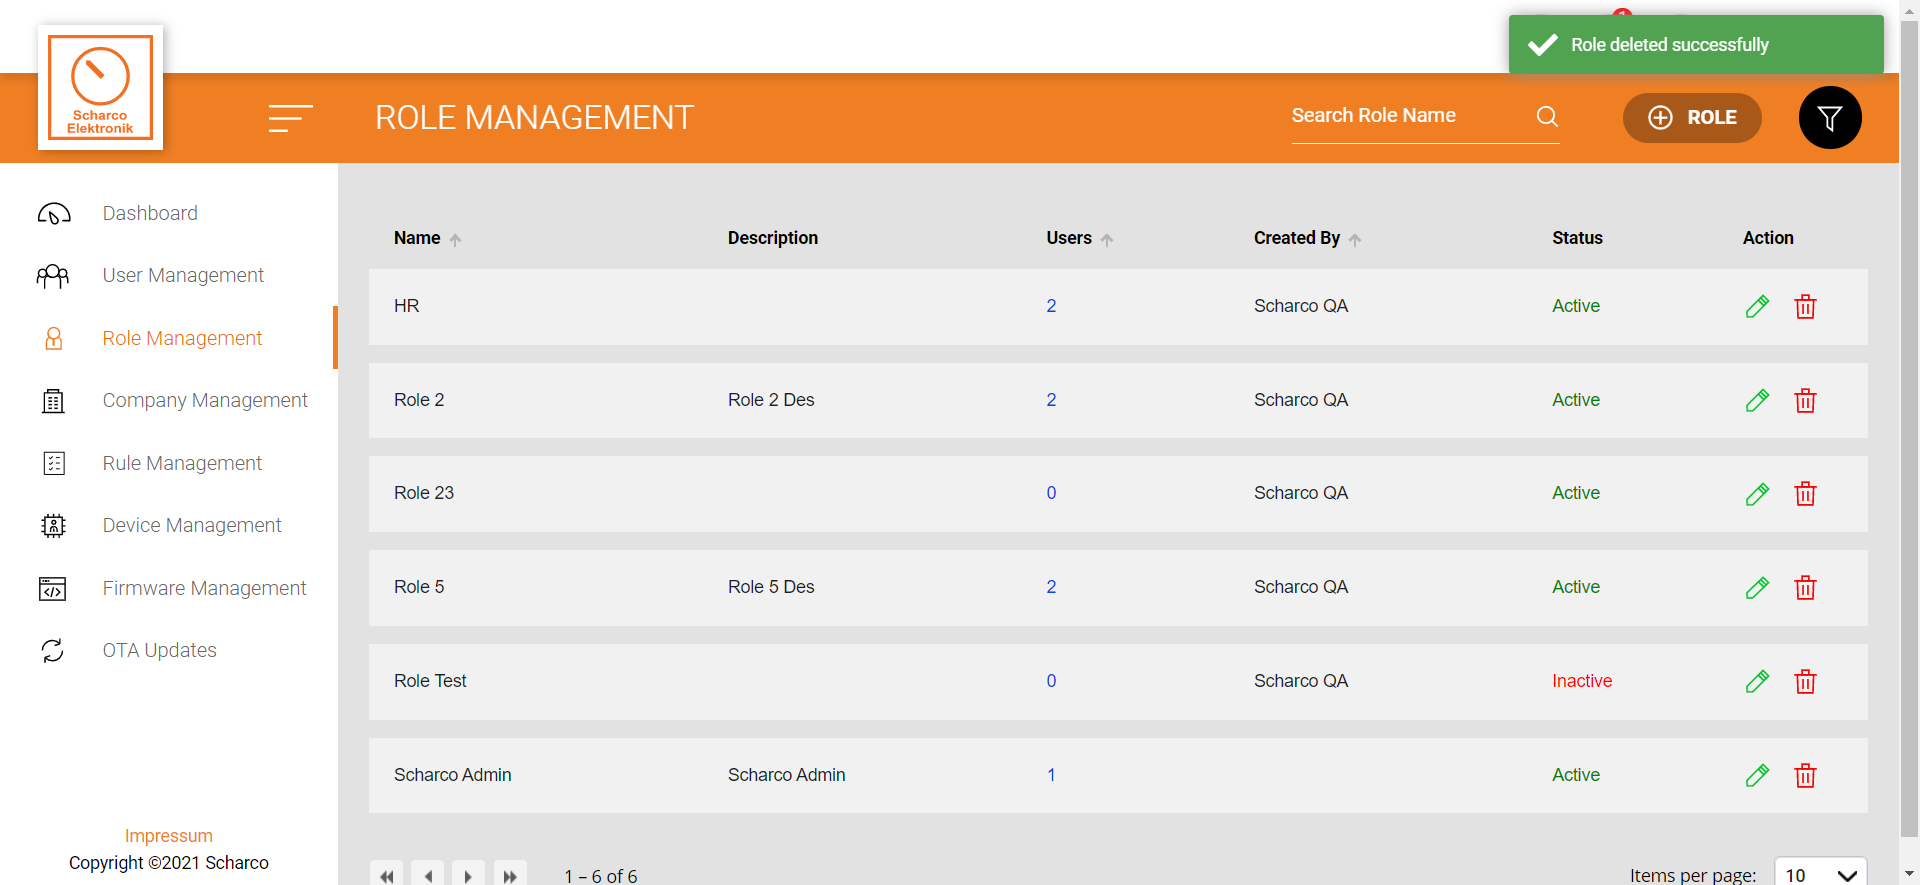 Role deleted successfully
Scharco
Elektronik
ROLE MANAGEMENT
Search Role Name
ROLE
Dashboard
User Management
Role Management
Company Management
Rule Management
Device Management
Firmware Management
OTA Updates
Impressum
Copyright ©2021 Scharco
Name Description Users Created By Status Action
HR 2 Scharco QA Active
Role 2 Role 2 Des 2 Scharco QA Active
Role 23 0 Scharco QA Active
Role 5 Role 5 Des 2 Scharco QA Active
Role Test 0 Scharco QA Inactive
Scharco Admin Scharco Admin 1 Active
1 – 6 of 6
Items per page: 10